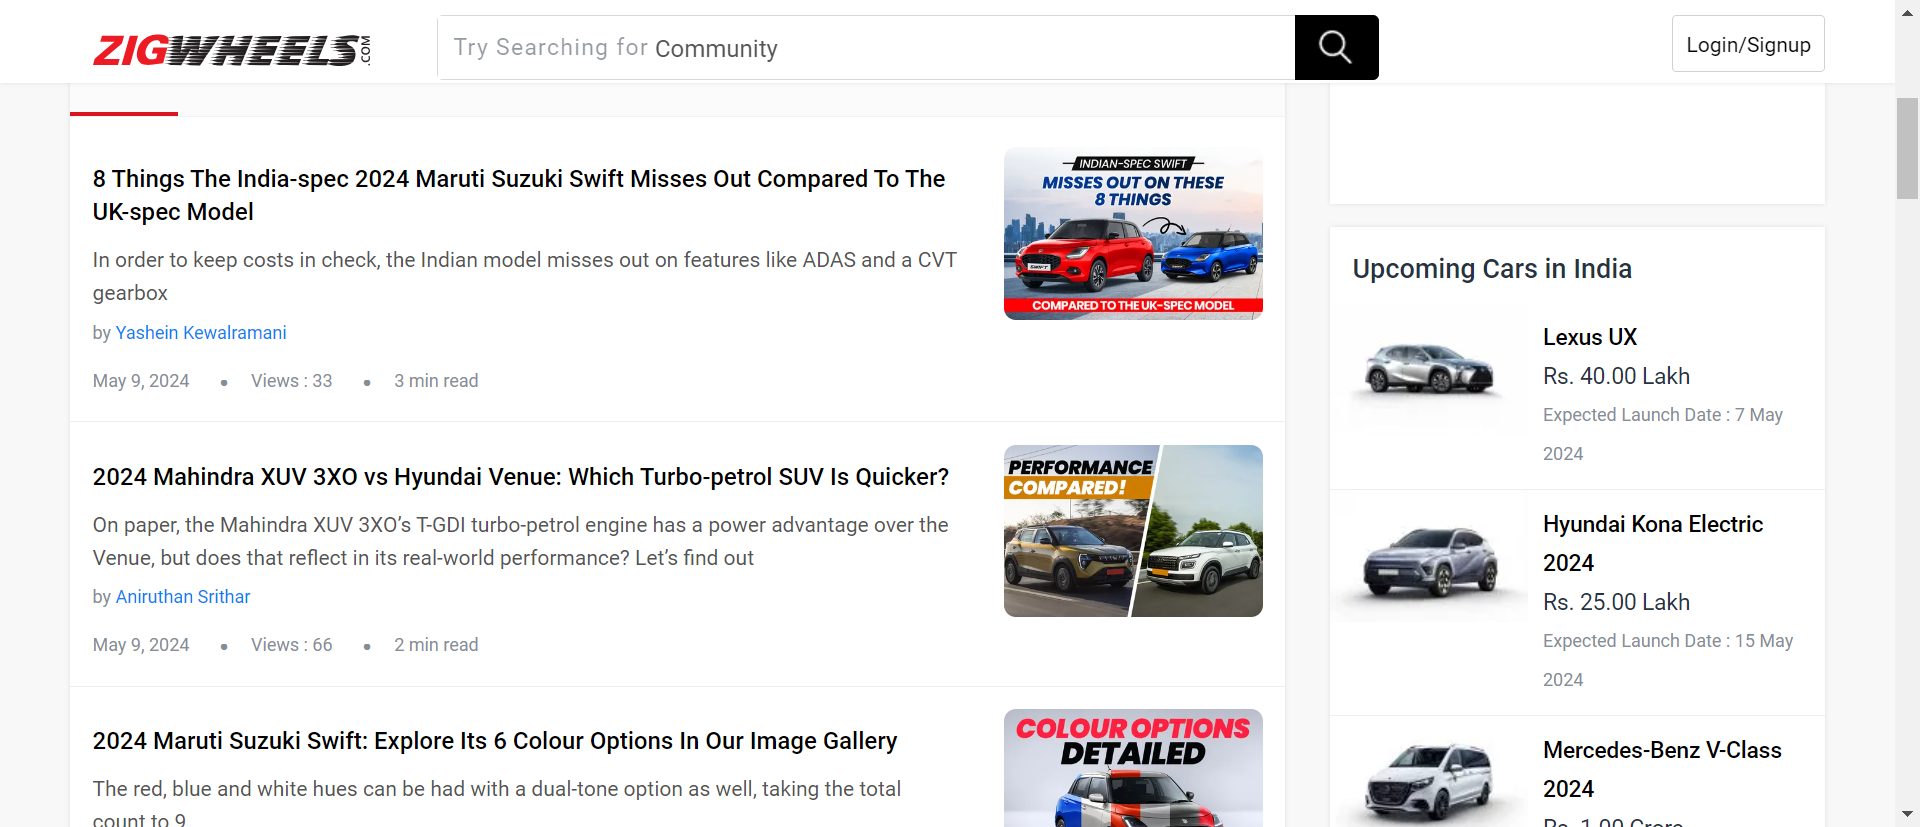 ZIGWHEELS.COM
Try Searching for Community
Login/Signup
8 Things The India-spec 2024 Maruti Suzuki Swift Misses Out Compared To The
UK-spec Model
In order to keep costs in check, the Indian model misses out on features like ADAS and a CVT
gearbox
by Yashein Kewalramani
May 9, 2024 • Views : 33 • 3 min read
INDIAN-SPEC SWIFT
MISSES OUT ON THESE
8 THINGS
SWIFT
COMPARED TO THE UK-SPEC MODEL
2024 Mahindra XUV 3XO vs Hyundai Venue: Which Turbo-petrol SUV Is Quicker?
On paper, the Mahindra XUV 3XO’s T-GDI turbo-petrol engine has a power advantage over the
Venue, but does that reflect in its real-world performance? Let’s find out
by Aniruthan Srithar
May 9, 2024 • Views : 66 • 2 min read
PERFORMANCE
COMPARED!
2024 Maruti Suzuki Swift: Explore Its 6 Colour Options In Our Image Gallery
The red, blue and white hues can be had with a dual-tone option as well, taking the total
count to 9
COLOUR OPTIONS
DETAILED
Upcoming Cars in India
Lexus UX
Rs. 40.00 Lakh
Expected Launch Date : 7 May
2024
Hyundai Kona Electric
2024
Rs. 25.00 Lakh
Expected Launch Date : 15 May
2024
Mercedes-Benz V-Class
2024
Rs. 1.00 Crore